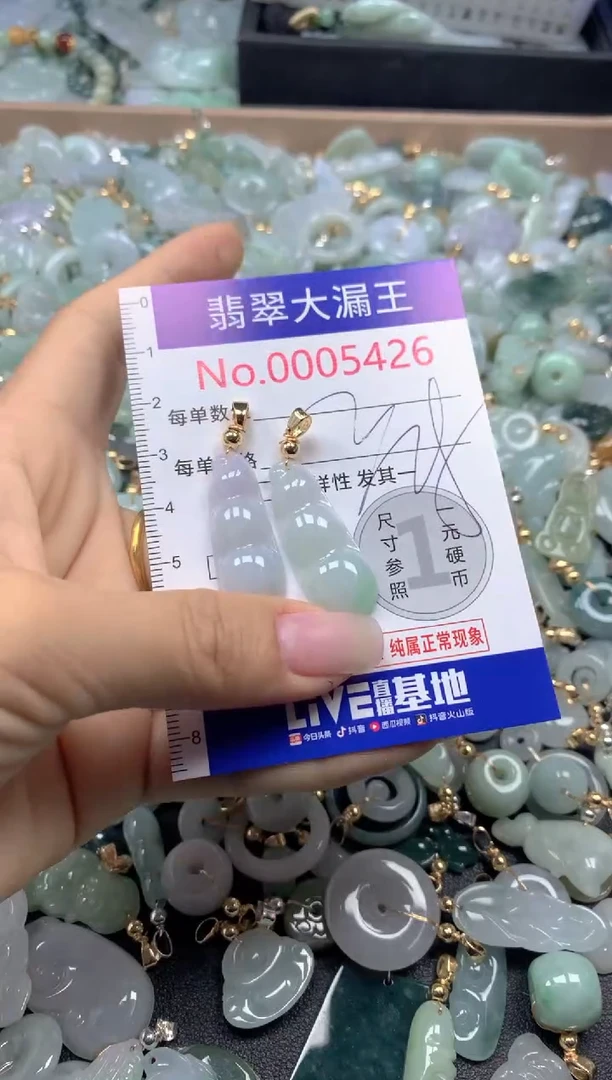 翡翠大漏王
No.0005426
每单数
每单
格
样性 发其一
尺寸参照
1
一元硬币
纯属正常现象
LIVE直播基地
今日头条 抖音 西瓜视频 抖音火山版
0
1
2
3
4
5
8